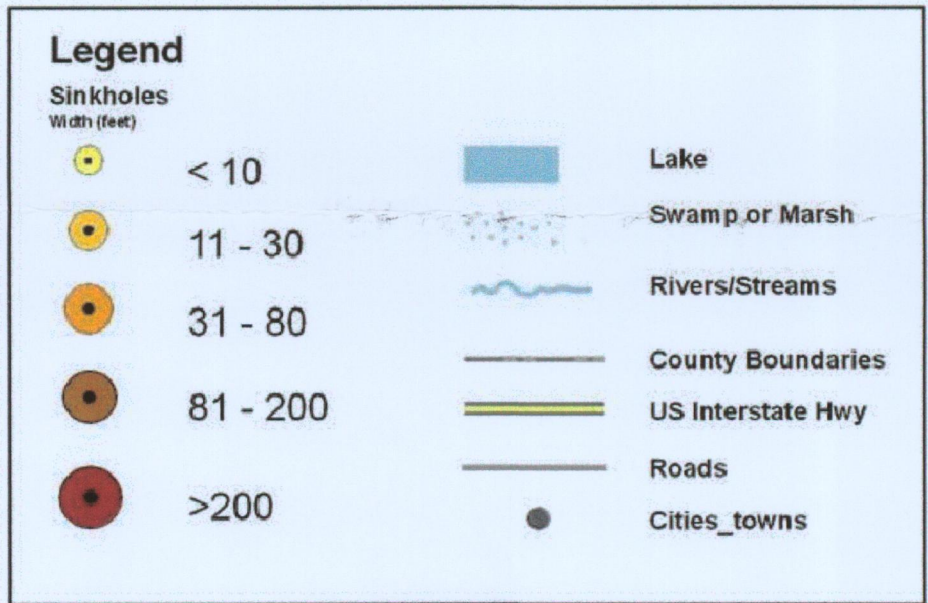 Legend
Sinkholes
Width (feet)
< 10
11 - 30
31 - 80
81 - 200
>200
Lake
Swamp or Marsh
Rivers/Streams
County Boundaries
US Interstate Hwy
Roads
Cities_towns